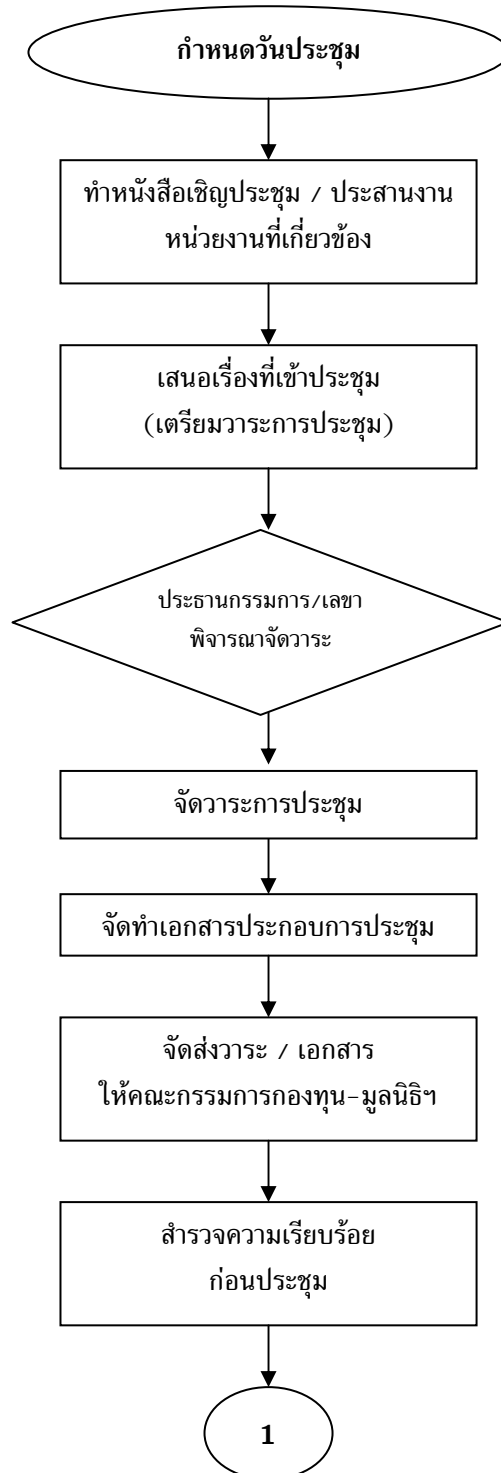 กำหนดวันประชุม
ทำหนังสือเชิญประชุม / ประสานงาน
หน่วยงานที่เกี่ยวข้อง
เสนอเรื่องที่เข้าประชุม
(เตรียมวาระการประชุม)
ประธานกรรมการ/เลขา
พิจารณาจัดวาระ
จัดวาระการประชุม
จัดทำเอกสารประกอบการประชุม
จัดส่งวาระ / เอกสาร
ให้คณะกรรมการกองทุน-มูลนิธิฯ
สำรวจความเรียบร้อย
ก่อนประชุม
1